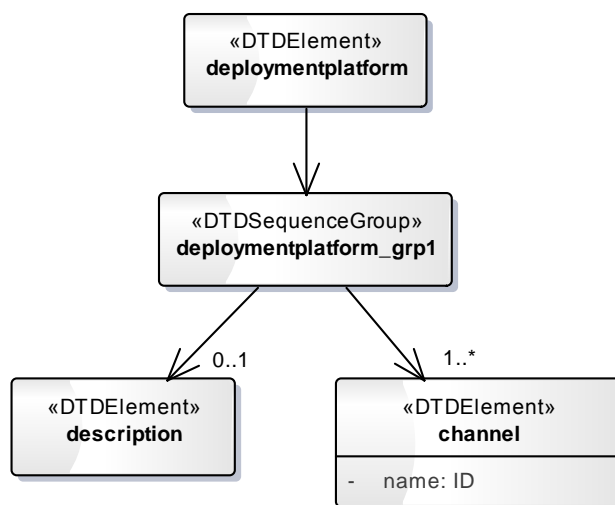 «DTDElement»
deploymentplatform
«DTDSequenceGroup»
deploymentplatform_grp1
0..1
1..*
«DTDElement»
description
«DTDElement»
channel
- name: ID